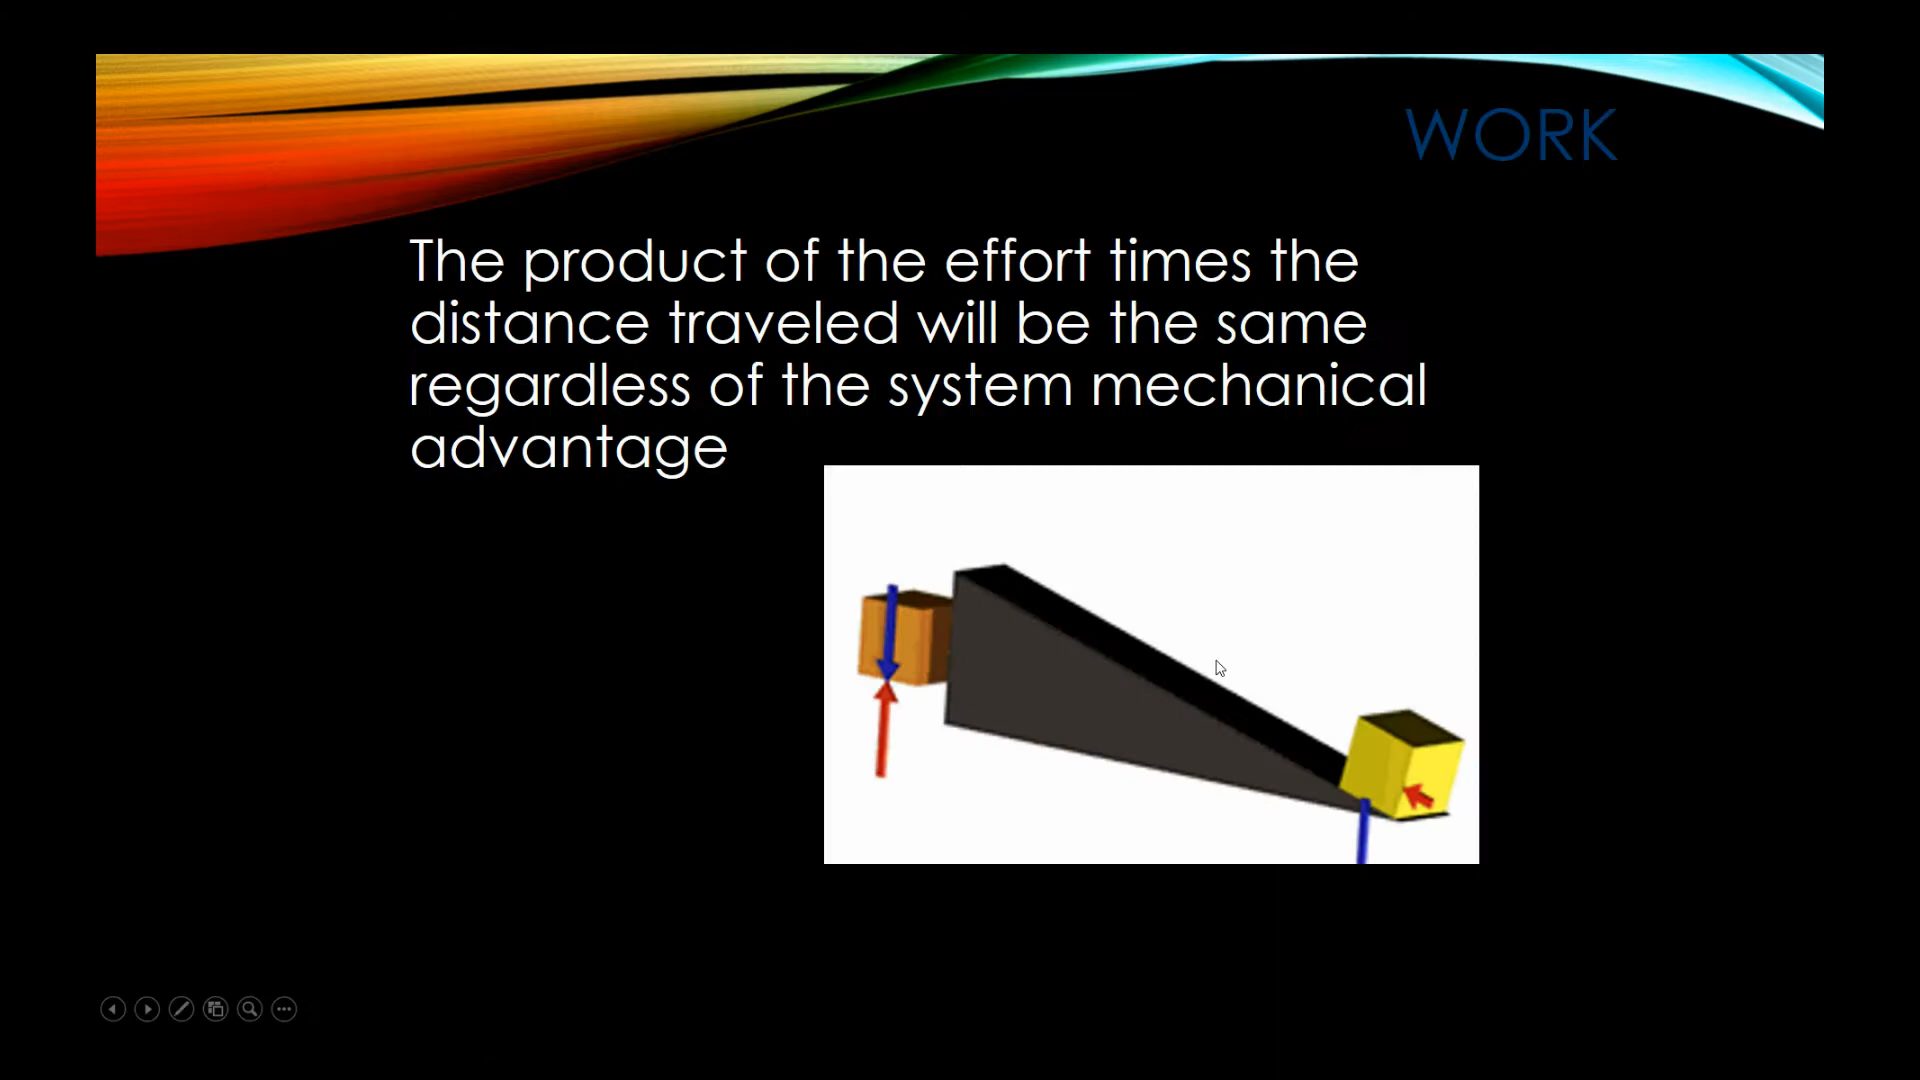 WORK
The product of the effort times the
distance traveled will be the same
regardless of the system mechanical
advantage